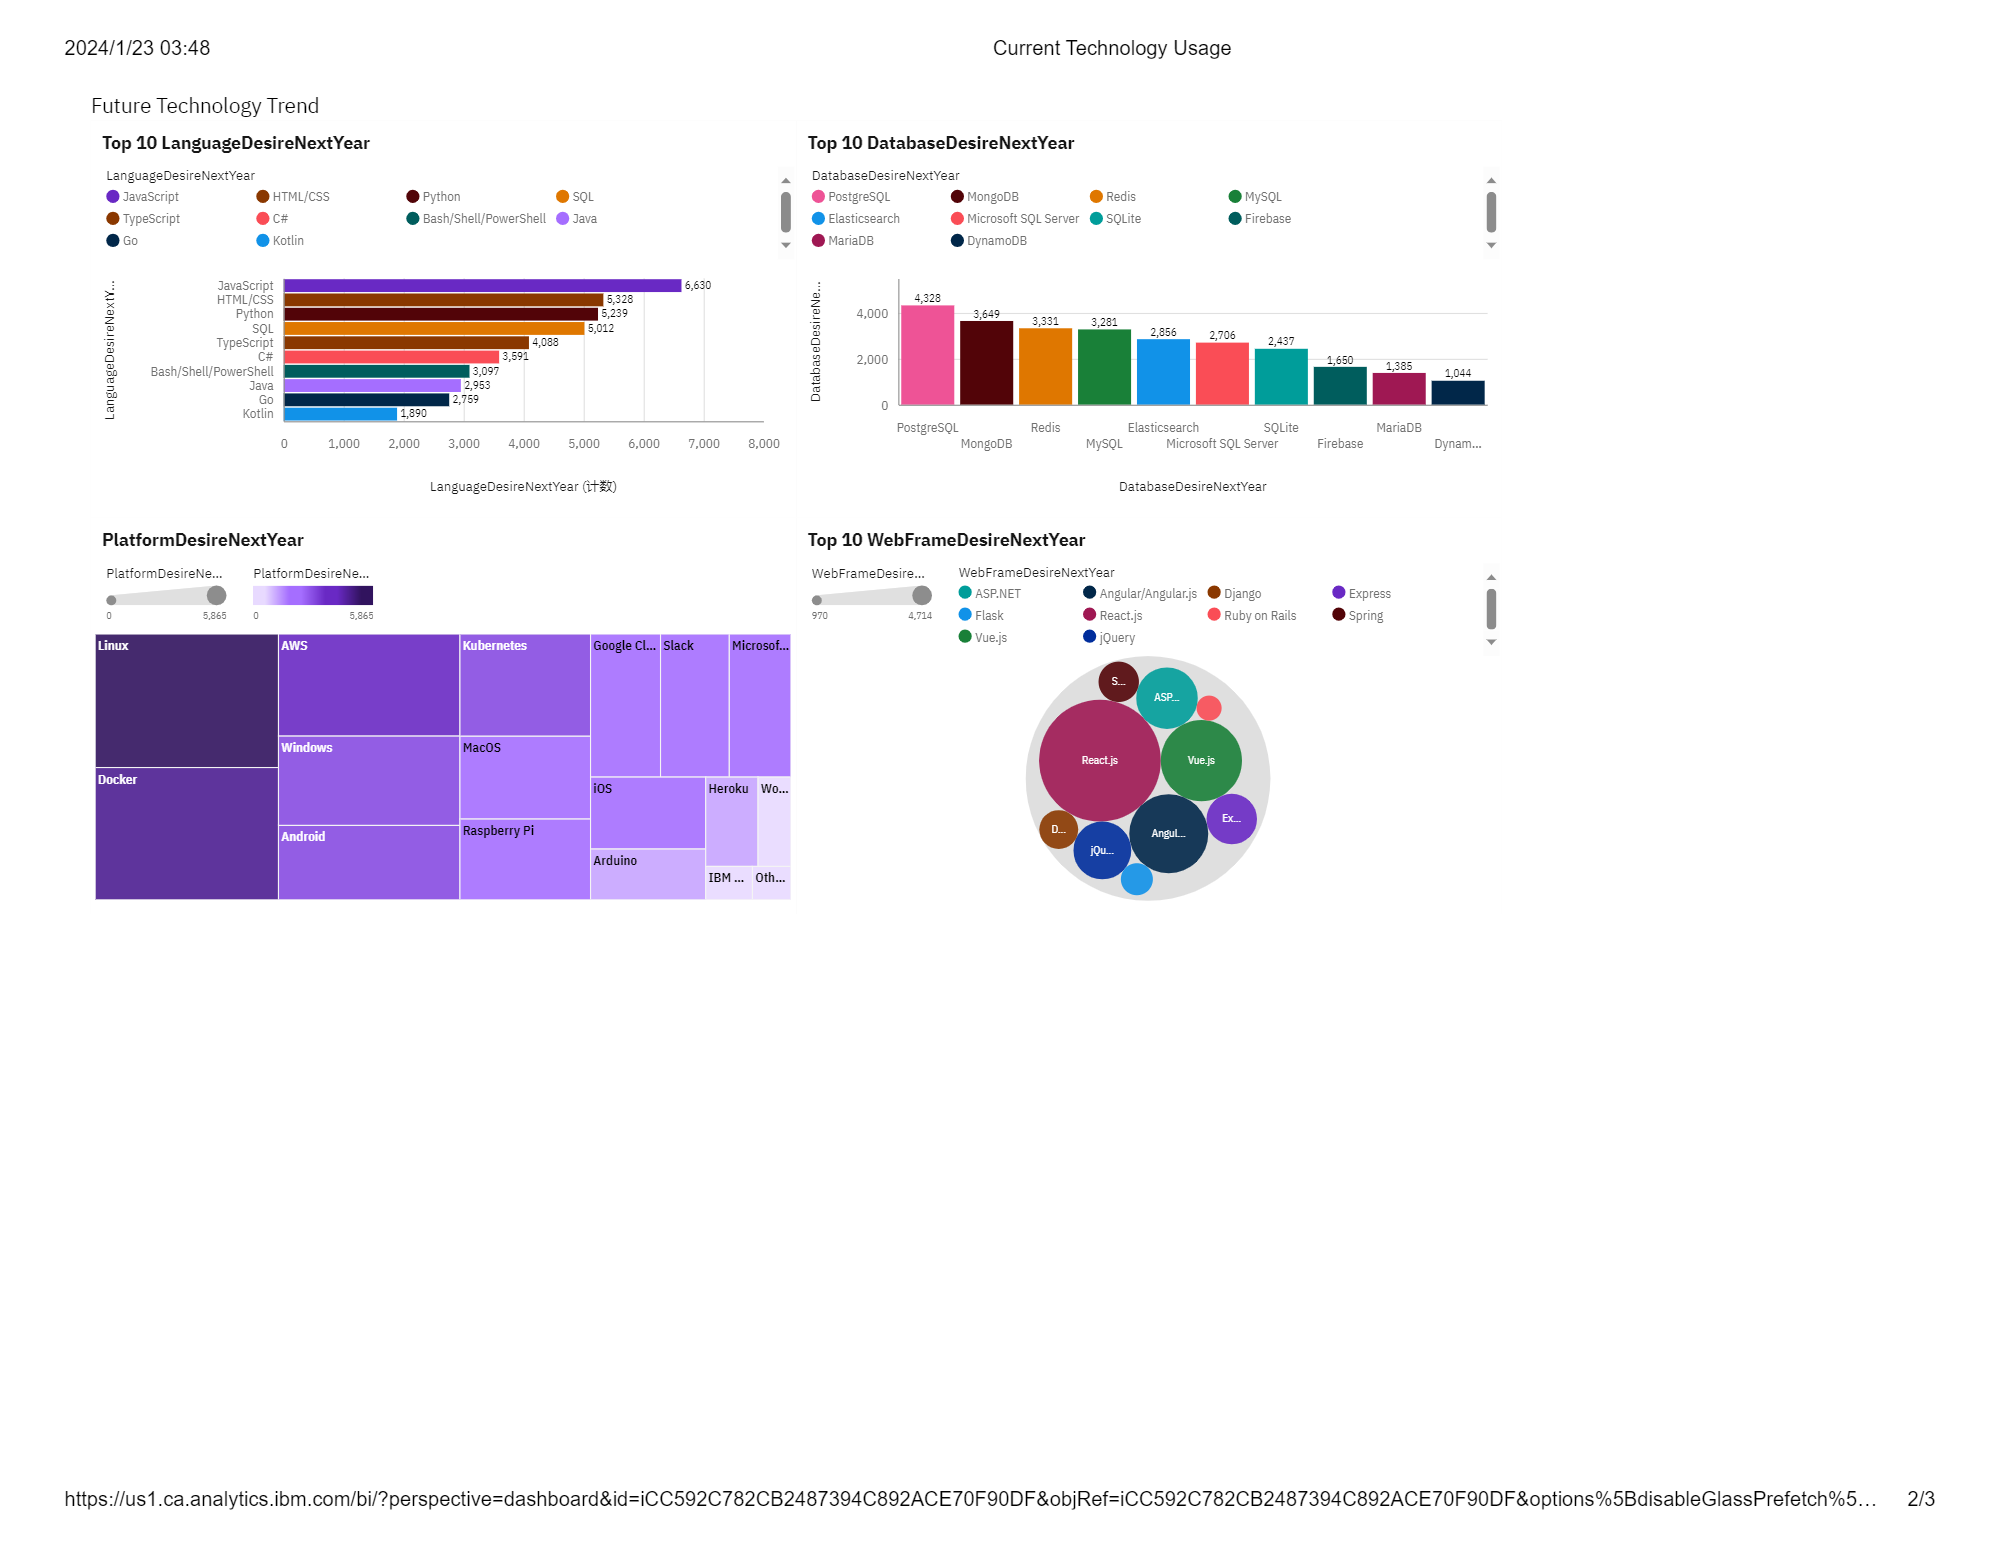 2024/1/23 03:48
Current Technology Usage
Future Technology Trend
Top 10 LanguageDesireNextYear
LanguageDesireNextYear
JavaScript HTML/CSS Python SQL
TypeScript C# Bash/Shell/PowerShell Java
Go Kotlin
LanguageDesireNextY...
JavaScript 6,630
HTML/CSS 5,328
Python 5,239
SQL 5,012
TypeScript 4,088
C# 3,591
Bash/Shell/PowerShell 3,097
Java 2,953
Go 2,759
Kotlin 1,890
0 1,000 2,000 3,000 4,000 5,000 6,000 7,000 8,000
LanguageDesireNextYear (计数)
Top 10 DatabaseDesireNextYear
DatabaseDesireNextYear
PostgreSQL MongoDB Redis MySQL
Elasticsearch Microsoft SQL Server SQLite Firebase
MariaDB DynamoDB
DatabaseDesireNe...
4,000
2,000
0
4,328 3,649 3,331 3,281 2,856 2,706 2,437 1,650 1,385 1,044
PostgreSQL Redis Elasticsearch SQLite MariaDB
MongoDB MySQL Microsoft SQL Server Firebase Dynam...
DatabaseDesireNextYear
PlatformDesireNextYear
PlatformDesireNe... PlatformDesireNe...
0 5,865 0 5,865
Linux AWS Kubernetes Google Cl... Slack Microsof...
Windows MacOS
Docker iOS Heroku Wo...
Android Raspberry Pi
Arduino IBM ... Oth...
Top 10 WebFrameDesireNextYear
WebFrameDesire...
970 4,714
WebFrameDesireNextYear
ASP.NET Angular/Angular.js Django Express
Flask React.js Ruby on Rails Spring
Vue.js jQuery
S... ASP...
React.js Vue.js
D... jQu... Angul... Ex...
https://us1.ca.analytics.ibm.com/bi/?perspective=dashboard&id=iCC592C782CB2487394C892ACE70F90DF&objRef=iCC592C782CB2487394C892ACE70F90DF&options%5BdisableGlassPrefetch%5... 2/3